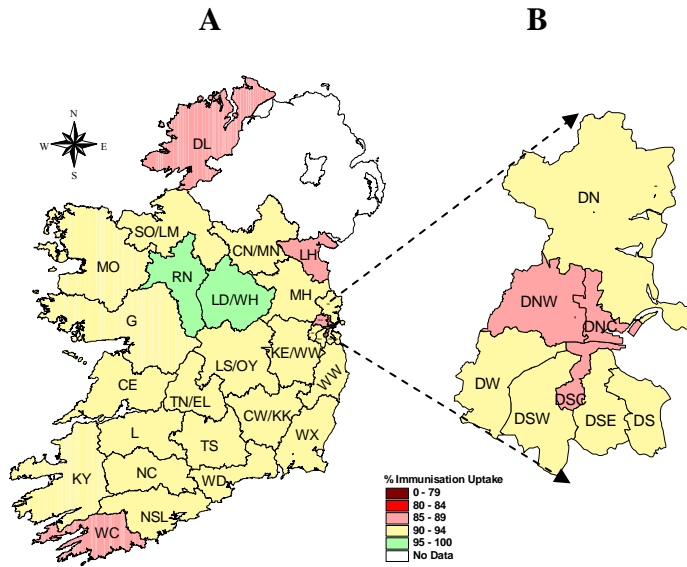 A B
N
W E
S
DL
SO/LM
CN/MN
LH
MO
RN
LD/WH
MH
G
KE/WW
LS/OY
WW
CE
TN/EL
CW/KK
L
TS
WX
KY
NC
WD
NSL
WC
DN
DNW
DNC
DW
DSC
DSW
DSE
DS
% Immunisation Uptake
0 - 79
80 - 84
85 - 89
90 - 94
95 - 100
No Data